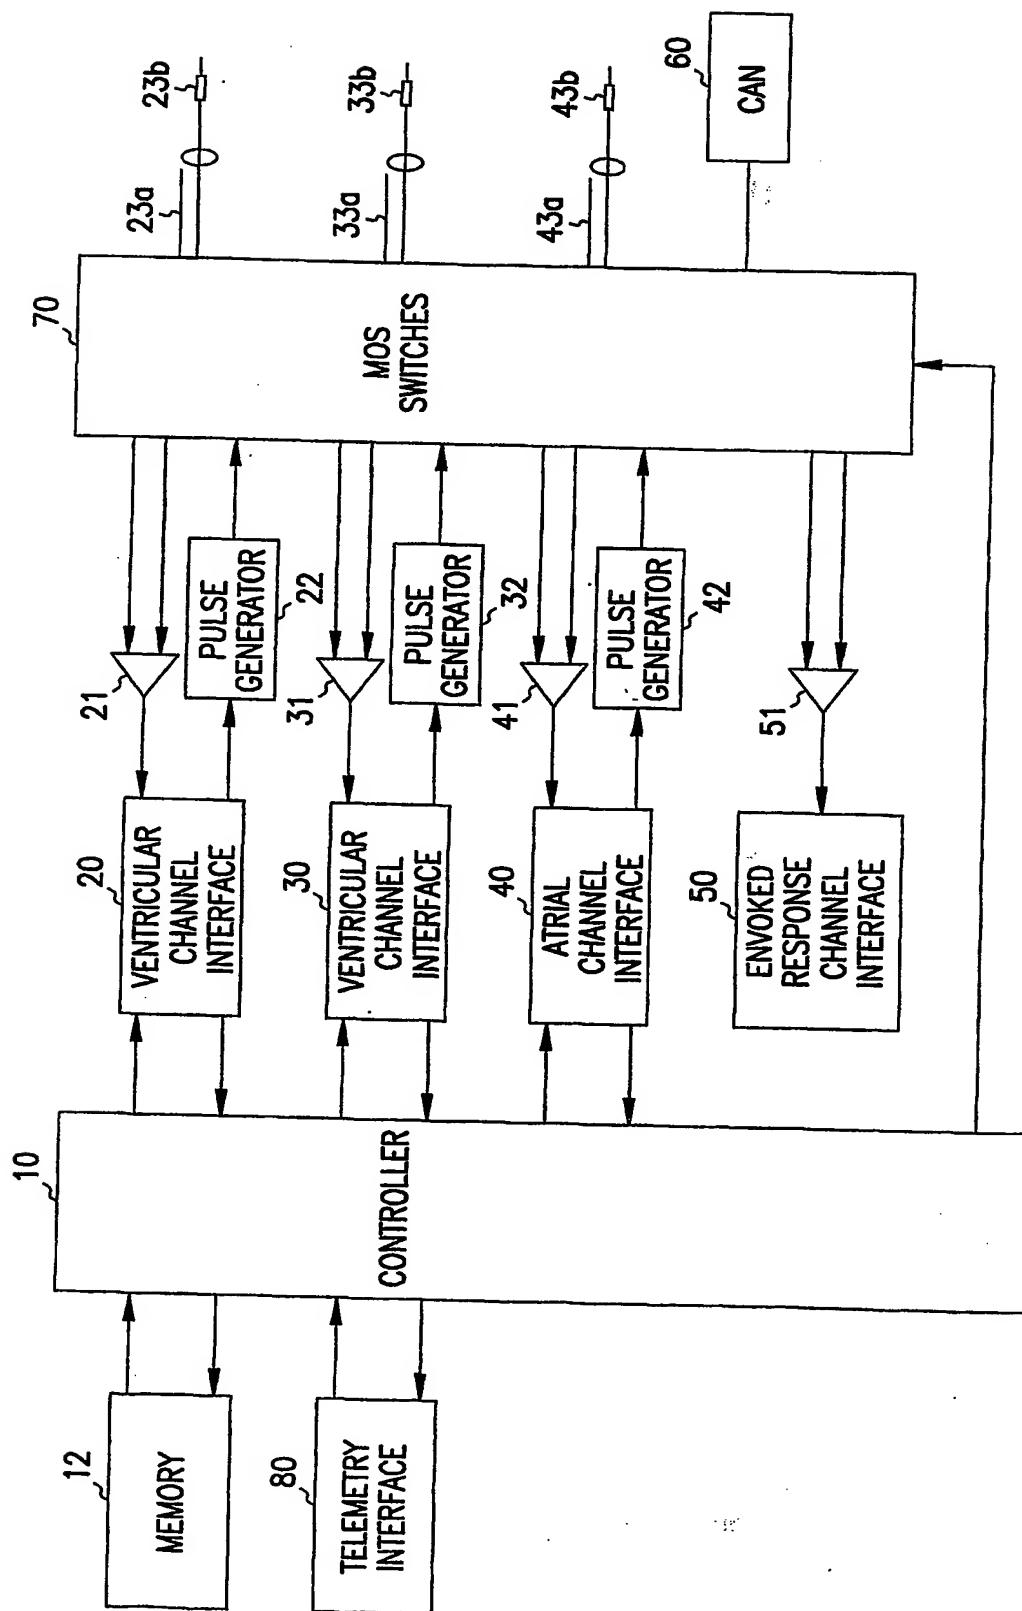 12
MEMORY
80
TELEMETRY
INTERFACE
10
CONTROLLER
20
VENTRICULAR
CHANNEL
INTERFACE
30
VENTRICULAR
CHANNEL
INTERFACE
40
ATRIAL
CHANNEL
INTERFACE
50
ENVOKED
RESPONSE
CHANNEL
INTERFACE
21
PULSE
GENERATOR
22
31
PULSE
GENERATOR
32
41
PULSE
GENERATOR
42
51
70
MOS
SWITCHES
23a
23b
33a
33b
43a
43b
60
CAN